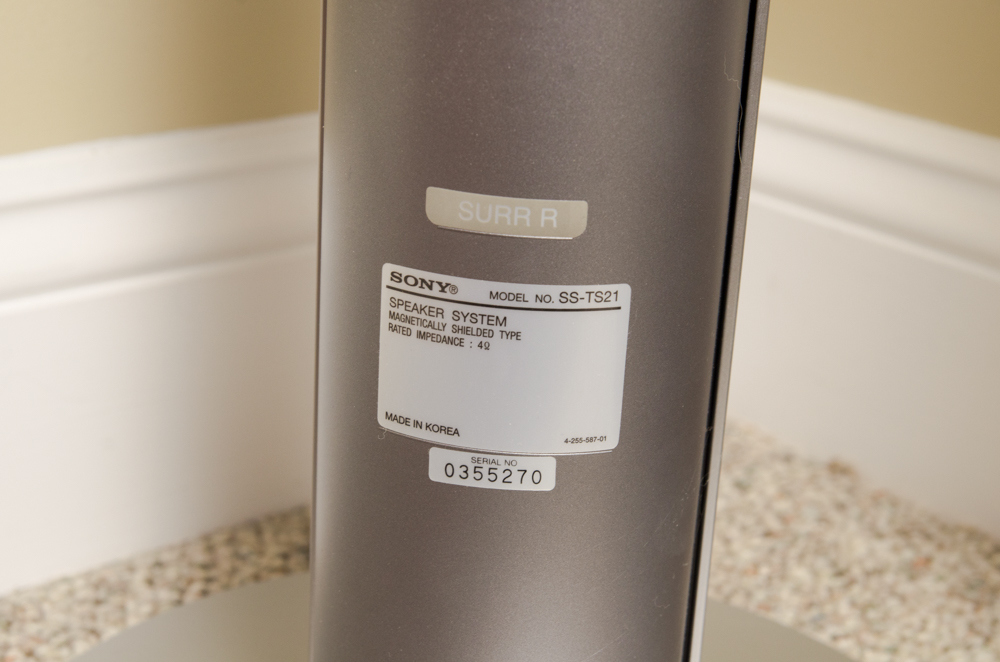 SURR R
SONY® MODEL NO. SS-TS21
SPEAKER SYSTEM
MAGNETICALLY SHIELDED TYPE
RATED IMPEDANCE : 4Ω
MADE IN KOREA 4-255-587-01
SERIAL NO
0355270